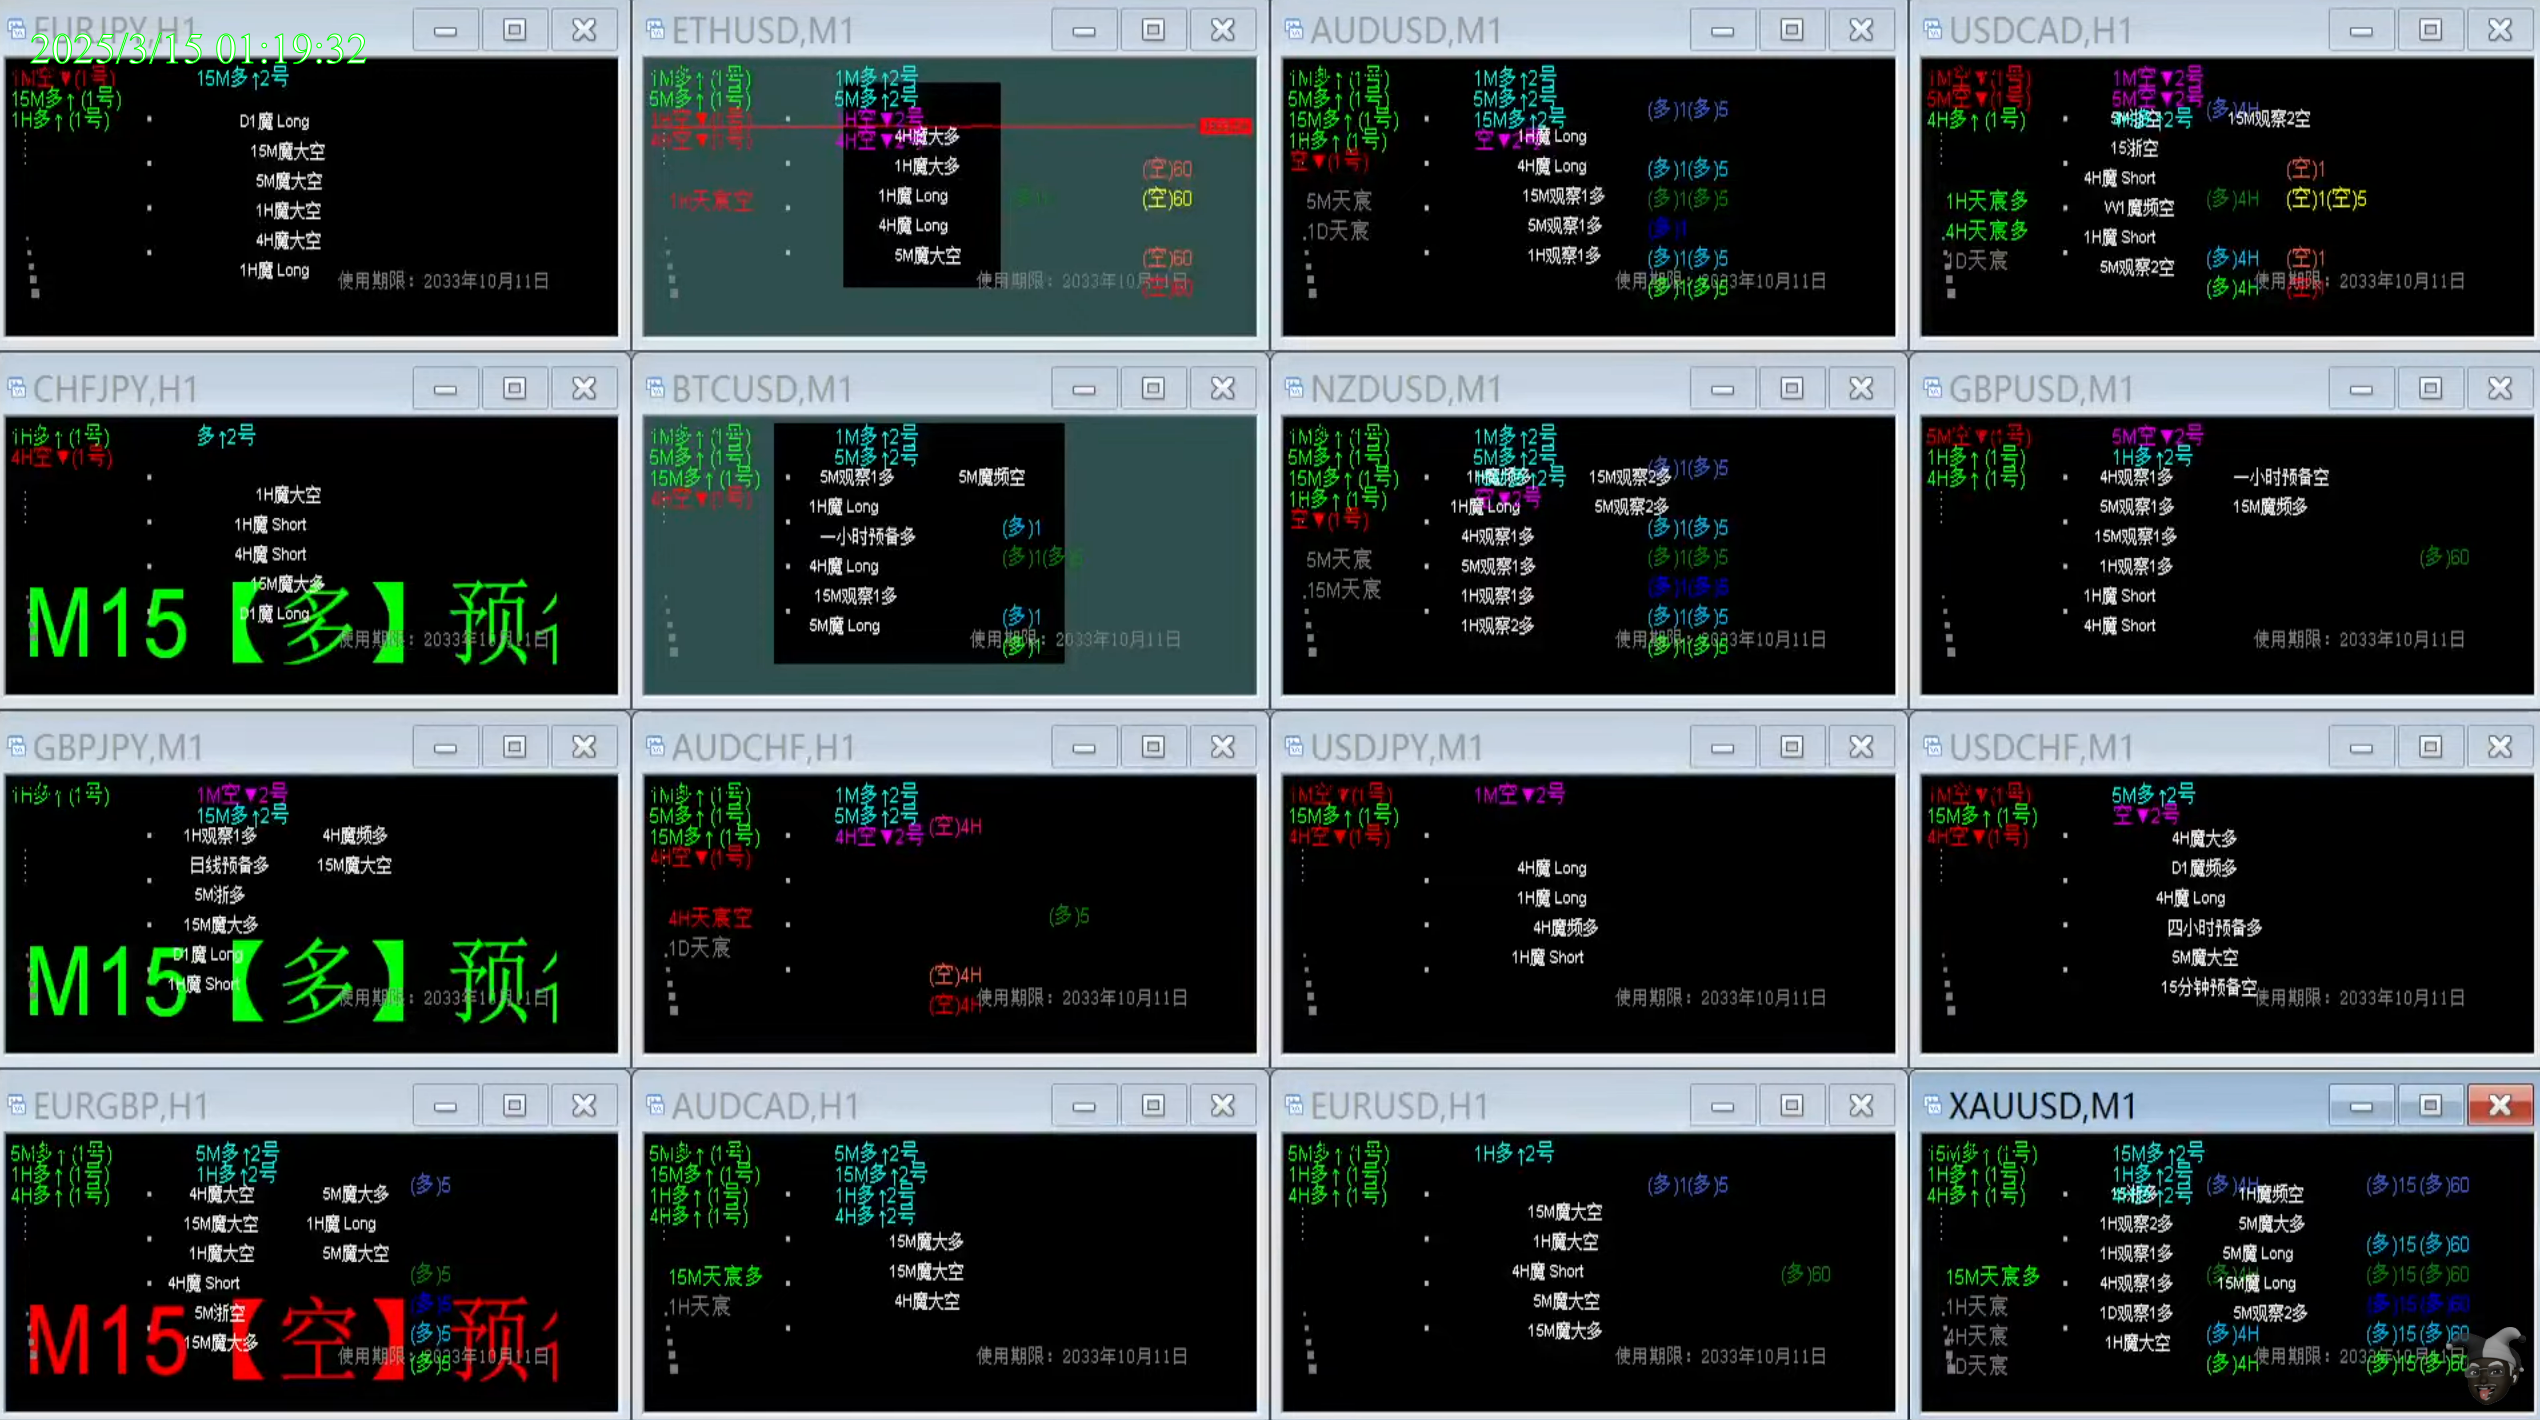 EURJPY,H1
2025/3/15 01:19:32
1M空▼(1号) 15M多↑2号
15M多↑(1号)
1H多↑(1号)
D1魔 Long
15M魔大空
5M魔大空
1H魔大空
4H魔大空
1H魔 Long
使用期限：2033年10月11日
ETHUSD,M1
1M多↑(1号) 1M多↑2号
5M多↑(1号) 5M多↑2号
1H空▼(1号) 1H空▼2号
4H空▼(1号) 4H空▼2号
4H魔大多
1H魔大多 (空)60
1H天宸空 1H魔 Long (空)60
4H魔 Long
5M魔大空 (空)60
使用期限：2033年10月11日
(空)60
AUDUSD,M1
1M多↑(1号) 1M多↑2号
5M多↑(1号) 5M多↑2号 (多)1(多)5
15M多↑(1号) 15M多↑2号
1H多↑(1号) 空▼2号
1H魔 Long
空▼(1号) 4H魔 Long (多)1(多)5
5M天宸 15M观察1多 (多)1(多)5
1D天宸 5M观察1多 (多)1
1H观察1多 (多)1(多)5
使用期限：2033年10月11日
(多)1(多)5
USDCAD,H1
1M空▼(1号) 1M空▼2号
5M空▼(1号) 5M空▼2号 (多)4H
4H多↑(1号) 4H多↑2号
5M浙空 15M观察2空
15浙空
4H魔 Short (空)1
1H天宸多 W1魔频空 (多)4H (空)1(空)5
4H天宸多 1H魔 Short
1D天宸 5M观察2空 (多)4H (空)1
使用期限：2033年10月11日
(多)4H (空)1
CHFJPY,H1
1H多↑(1号) 多↑2号
4H空▼(1号)
1H魔大空
1H魔 Short
4H魔 Short
15M魔大多
D1魔 Long
M15【多】预
使用期限：2033年10月11日
BTCUSD,M1
1M多↑(1号) 1M多↑2号
5M多↑(1号) 5M多↑2号
15M多↑(1号) 5M观察1多 5M魔频空
4H空▼(1号) 1H魔 Long
一小时预备多 (多)1
4H魔 Long (多)1(多)5
15M观察1多
5M魔 Long (多)1
使用期限：2033年10月11日
(多)1
NZDUSD,M1
1M多↑(1号) 1M多↑2号
5M多↑(1号) 5M多↑2号 (多)1(多)5
15M多↑(1号) 1H魔频多 15M观察2多
1H多↑(1号) 空▼2号
1H魔 Long 5M观察2多
空▼(1号) 4H观察1多 (多)1(多)5
5M天宸 5M观察1多 (多)1(多)5
15M天宸 1H观察1多 (多)1(多)5
1H观察2多 (多)1(多)5
使用期限：2033年10月11日
(多)1(多)5
GBPUSD,M1
5M空▼(1号) 5M空▼2号
1H多↑(1号) 1H多↑2号
4H多↑(1号) 4H观察1多 一小时预备空
5M观察1多 15M魔频多
15M观察1多
1H观察1多 (多)60
1H魔 Short
4H魔 Short
使用期限：2033年10月11日
GBPJPY,M1
1H多↑(1号) 1M空▼2号
15M多↑2号
1H观察1多 4H魔频多
日线预备多 15M魔大空
5M浙多
15M魔大多
D1魔 Long
1H魔 Short
M15【多】预
使用期限：2033年10月11日
AUDCHF,H1
1M多↑(1号) 1M多↑2号
5M多↑(1号) 5M多↑2号
15M多↑(1号) 4H空▼2号 (空)4H
4H空▼(1号)
4H天宸空 (多)5
1D天宸
(空)4H
(空)4H
使用期限：2033年10月11日
USDJPY,M1
1M空▼(1号) 1M空▼2号
15M多↑(1号)
4H空▼(1号)
4H魔 Long
1H魔 Long
4H魔频多
1H魔 Short
使用期限：2033年10月11日
USDCHF,M1
1M空▼(1号) 5M多↑2号
15M多↑(1号) 空▼2号
4H空▼(1号) 4H魔大多
D1魔频多
4H魔 Long
四小时预备多
5M魔大空
15分钟预备空
使用期限：2033年10月11日
EURGBP,H1
5M多↑(1号) 5M多↑2号
1H多↑(1号) 1H多↑2号
4H多↑(1号) 4H魔大空 5M魔大多 (多)5
15M魔大空 1H魔 Long
1H魔大空 5M魔大空
4H魔 Short (多)5
5M浙空 (多)5
15M魔大多 (多)5
M15【空】预
使用期限：2033年10月11日
(多)5
AUDCAD,H1
5M多↑(1号) 5M多↑2号
15M多↑(1号) 15M多↑2号
1H多↑(1号) 1H多↑2号
4H多↑(1号) 4H多↑2号
15M魔大多
15M天宸多 15M魔大空
1H天宸 4H魔大空
使用期限：2033年10月11日
EURUSD,H1
5M多↑(1号) 1H多↑2号
1H多↑(1号)
4H多↑(1号) (多)1(多)5
15M魔大空
1H魔大空
4H魔 Short (多)60
5M魔大空
15M魔大多
使用期限：2033年10月11日
XAUUSD,M1
15M多↑(1号) 15M多↑2号
1H多↑(1号) 1H多↑2号
4H多↑(1号) 4H多↑2号 (多)4H (多)15(多)60
15浙多 1H魔频空
1H观察2多 5M魔大多
1H观察1多 5M魔 Long (多)15(多)60
15M天宸多 4H观察1多 (多)4H 15M魔 Long (多)15(多)60
1H天宸 1D观察1多 5M观察2多 (多)15(多)60
4H天宸 1H魔大空 (多)4H (多)15(多)60
1D天宸 (多)4H (多)15(多)60